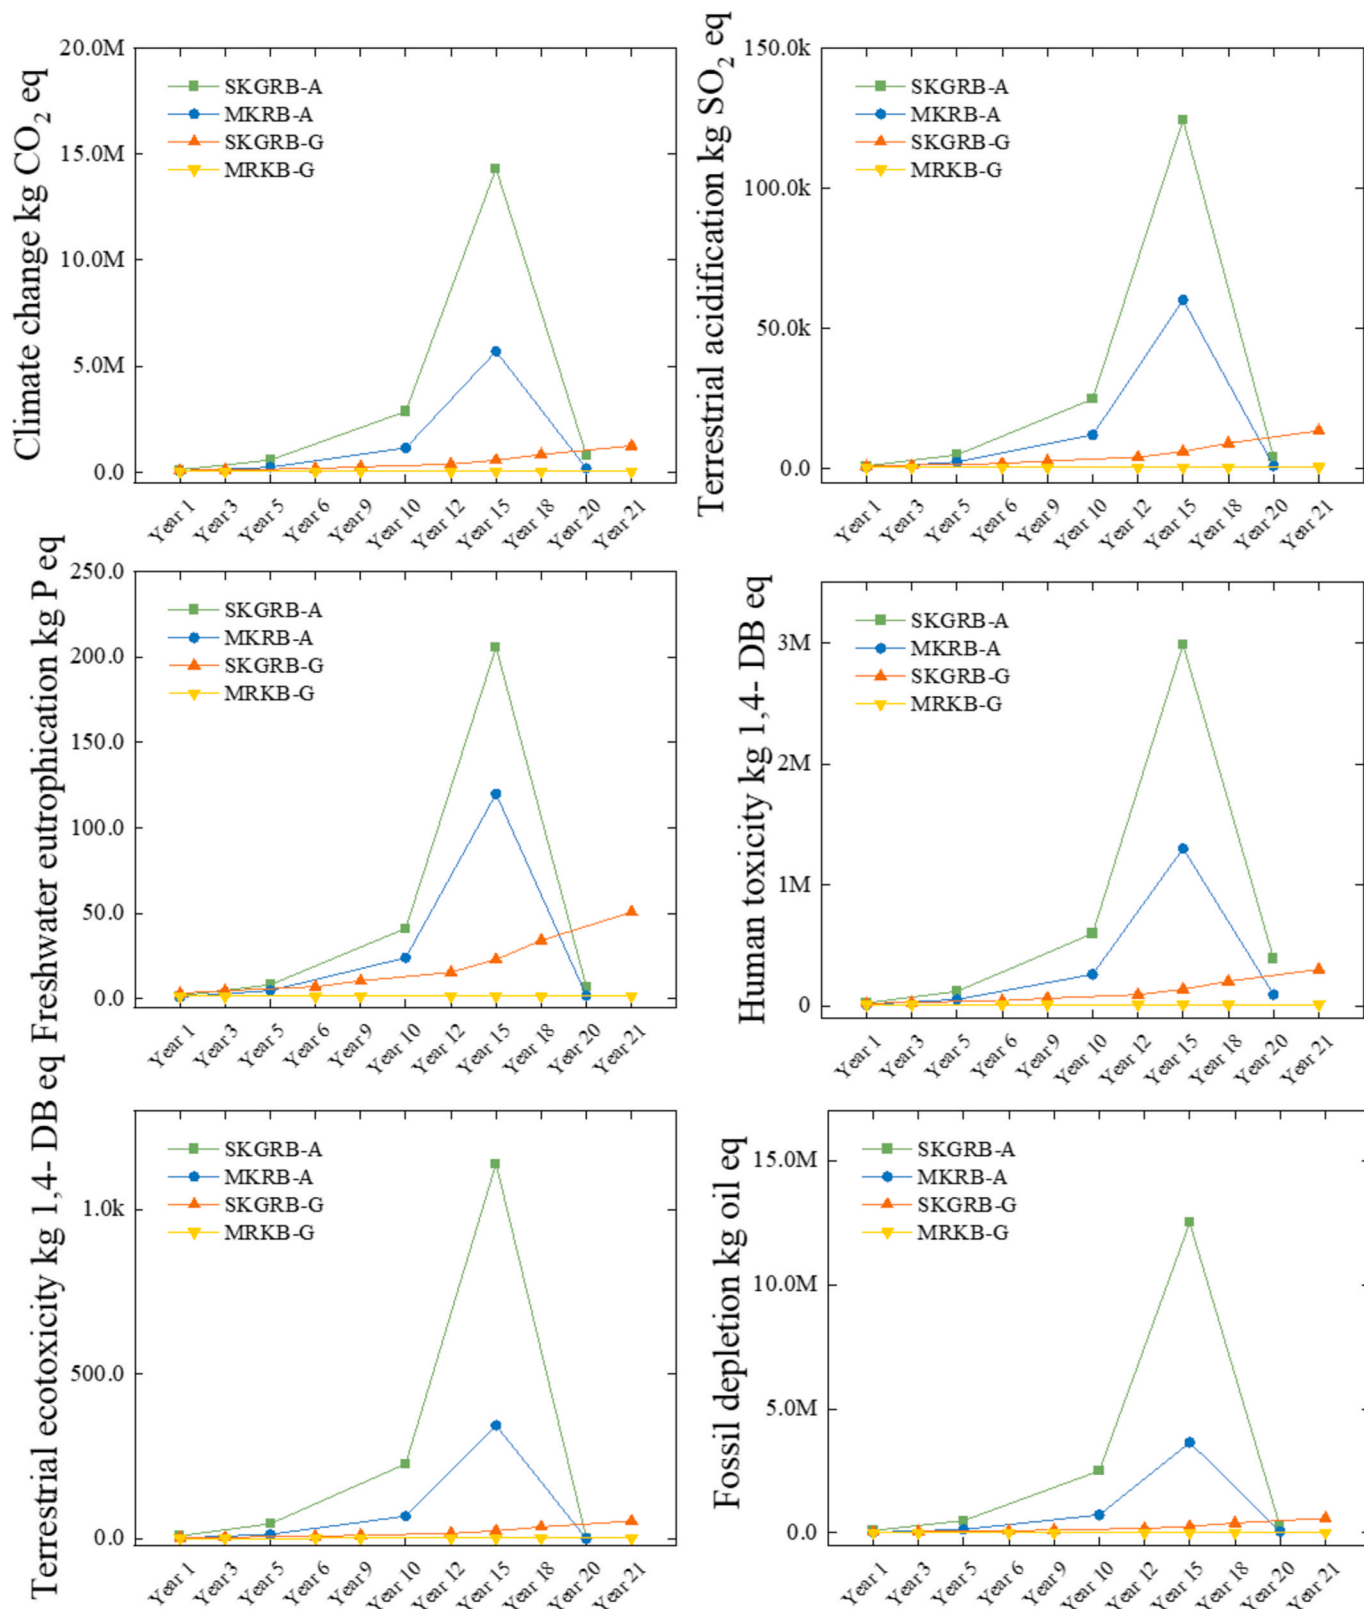 Climate change kg CO₂ eq
20.0M
15.0M
10.0M
5.0M
0.0
SKGRB-A
MKRB-A
SKGRB-G
MRKB-G
Year 1
Year 3
Year 5
Year 6
Year 9
Year 10
Year 12
Year 15
Year 18
Year 20
Year 21
Terrestrial acidification kg SO₂ eq
150.0k
100.0k
50.0k
0.0
SKGRB-A
MKRB-A
SKGRB-G
MRKB-G
Year 1
Year 3
Year 5
Year 6
Year 9
Year 10
Year 12
Year 15
Year 18
Year 20
Year 21
Freshwater eutrophication kg P eq
250.0
200.0
150.0
100.0
50.0
0.0
SKGRB-A
MKRB-A
SKGRB-G
MRKB-G
Year 1
Year 3
Year 5
Year 6
Year 9
Year 10
Year 12
Year 15
Year 18
Year 20
Year 21
Human toxicity kg 1,4- DB eq
3M
2M
1M
0
SKGRB-A
MKRB-A
SKGRB-G
MRKB-G
Year 1
Year 3
Year 5
Year 6
Year 9
Year 10
Year 12
Year 15
Year 18
Year 20
Year 21
Terrestrial ecotoxicity kg 1,4- DB eq
1.0k
500.0
0.0
SKGRB-A
MKRB-A
SKGRB-G
MRKB-G
Year 1
Year 3
Year 5
Year 6
Year 9
Year 10
Year 12
Year 15
Year 18
Year 20
Year 21
Fossil depletion kg oil eq
15.0M
10.0M
5.0M
0.0
SKGRB-A
MKRB-A
SKGRB-G
MRKB-G
Year 1
Year 3
Year 5
Year 6
Year 9
Year 10
Year 12
Year 15
Year 18
Year 20
Year 21